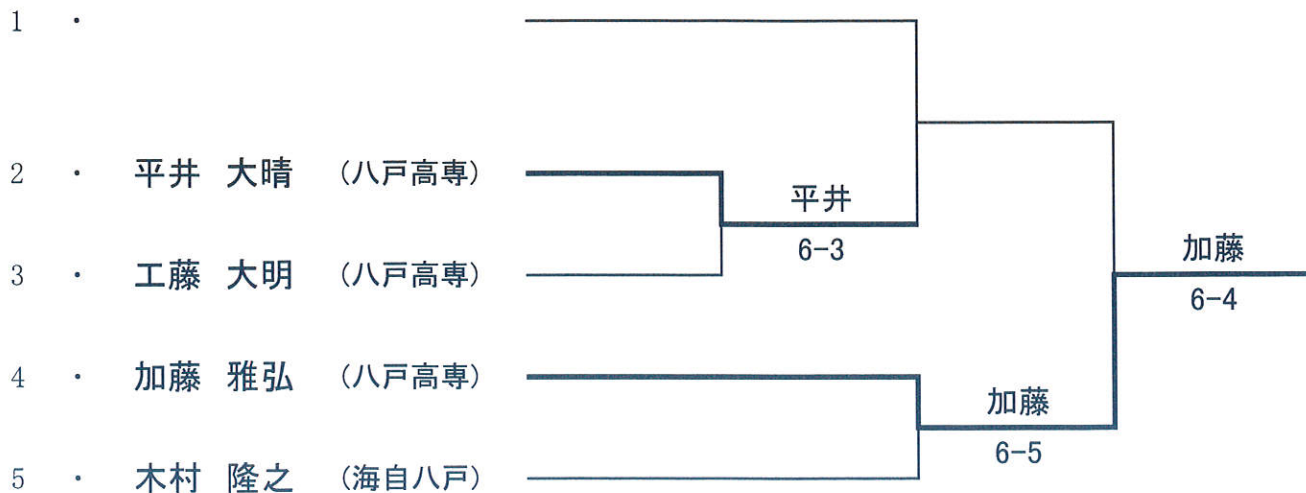 1 ・
2 ・ 平井 大晴 (八戸高専)
平井
6-3
3 ・ 工藤 大明 (八戸高専)
加藤
6-4
4 ・ 加藤 雅弘 (八戸高専)
加藤
6-5
5 ・ 木村 隆之 (海自八戸)